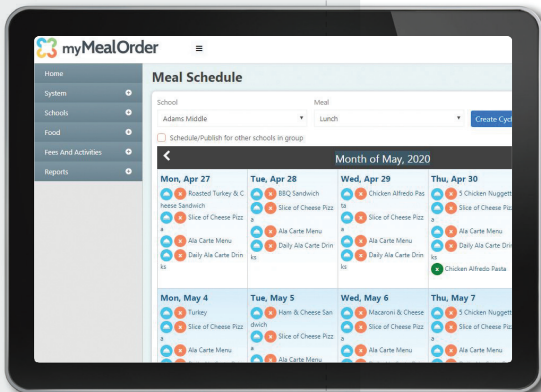 myMealOrder
Home
System
Schools
Food
Fees And Activities
Reports
Meal Schedule
School
Meal
Adams Middle
Lunch
Create Cycl
Schedule/Publish for other schools in group
Month of May, 2020
Mon, Apr 27
Roasted Turkey & C
heese Sandwich
Slice of Cheese Pizz
a
Ala Carte Menu
Daily Ala Carte Drin
ks
Tue, Apr 28
BBQ Sandwich
Slice of Cheese Pizz
a
Ala Carte Menu
Daily Ala Carte Drin
ks
Wed, Apr 29
Chicken Alfredo Pas
ta
Slice of Cheese Pizz
a
Ala Carte Menu
Daily Ala Carte Drin
ks
Thu, Apr 30
5 Chicken Nuggett
Slice of Cheese Piz
a
Ala Carte Menu
Daily Ala Carte Drin
ks
Chicken Alfredo Pasta
Mon, May 4
Turkey
Slice of Cheese Pizz
a
Ala Carte Menu
Tue, May 5
Ham & Cheese San
dwich
Slice of Cheese Pizz
a
Ala Carte Menu
Wed, May 6
Macaroni & Cheese
Slice of Cheese Pizz
a
Ala Carte Menu
Thu, May 7
5 Chicken Nuggett
Slice of Cheese Piz
a
Ala Carte Menu